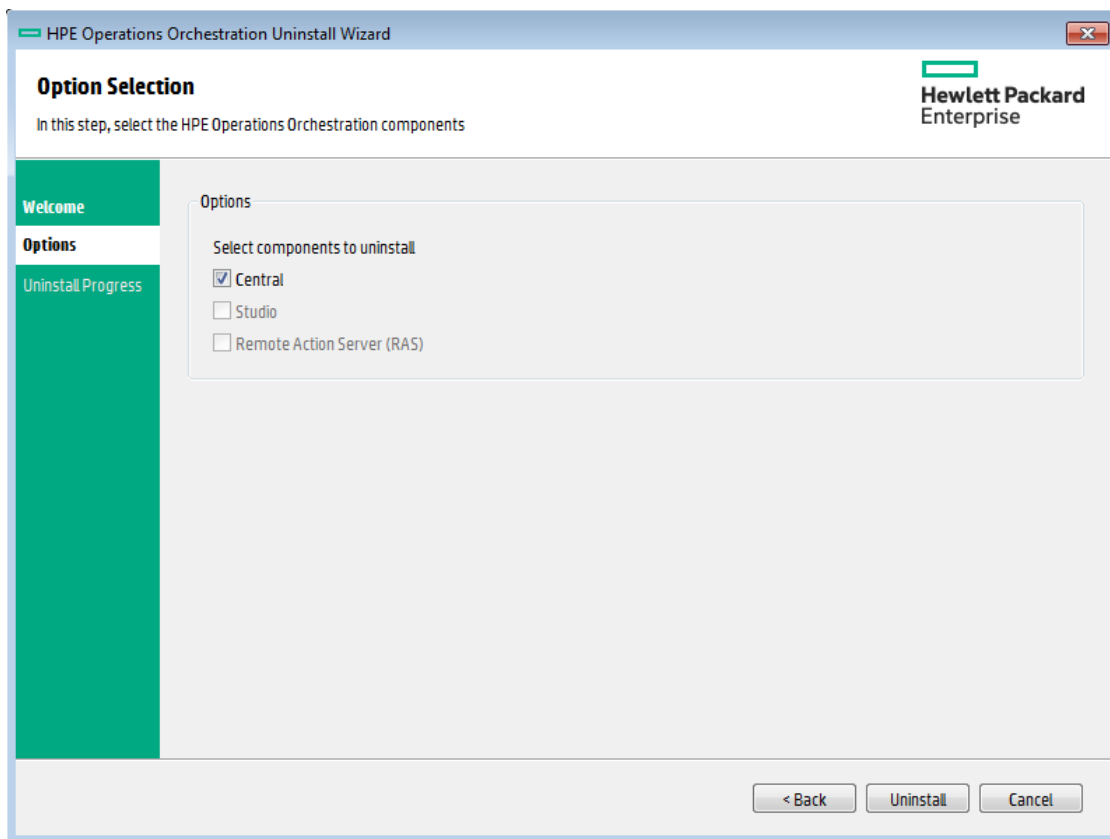 HPE Operations Orchestration Uninstall Wizard
Option Selection
In this step, select the HPE Operations Orchestration components
Hewlett Packard
Enterprise
Welcome
Options
Uninstall Progress
Options
Select components to uninstall
Central
Studio
Remote Action Server (RAS)
< Back
Uninstall
Cancel